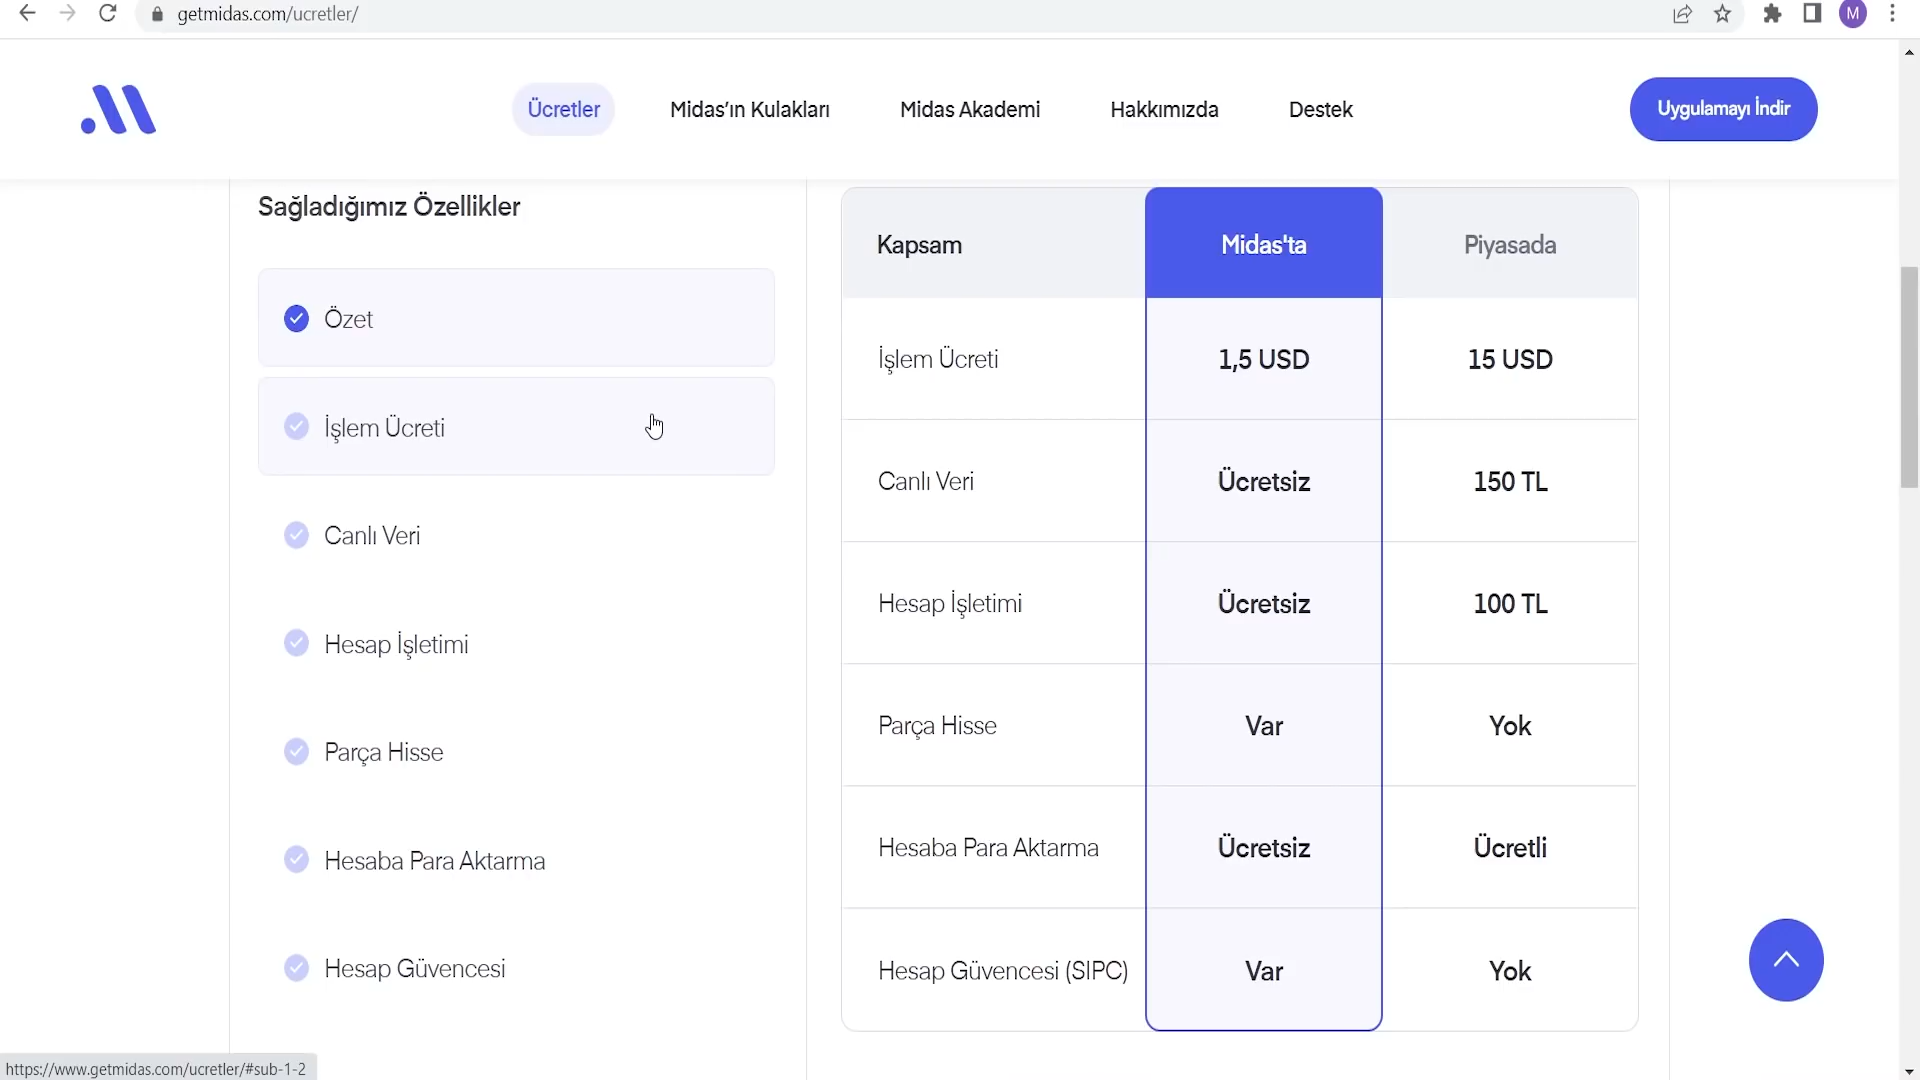 getmidas.com/ucretler/
M
Ücretler
Midas'ın Kulakları
Midas Akademi
Hakkımızda
Destek
Uygulamayı İndir
Sağladığımız Özellikler
Özet
İşlem Ücreti
Canlı Veri
Hesap İşletimi
Parça Hisse
Hesaba Para Aktarma
Hesap Güvencesi
Kapsam Midas'ta Piyasada
İşlem Ücreti 1,5 USD 15 USD
Canlı Veri Ücretsiz 150 TL
Hesap İşletimi Ücretsiz 100 TL
Parça Hisse Var Yok
Hesaba Para Aktarma Ücretsiz Ücretli
Hesap Güvencesi (SIPC) Var Yok
https://www.getmidas.com/ucretler/#sub-1-2